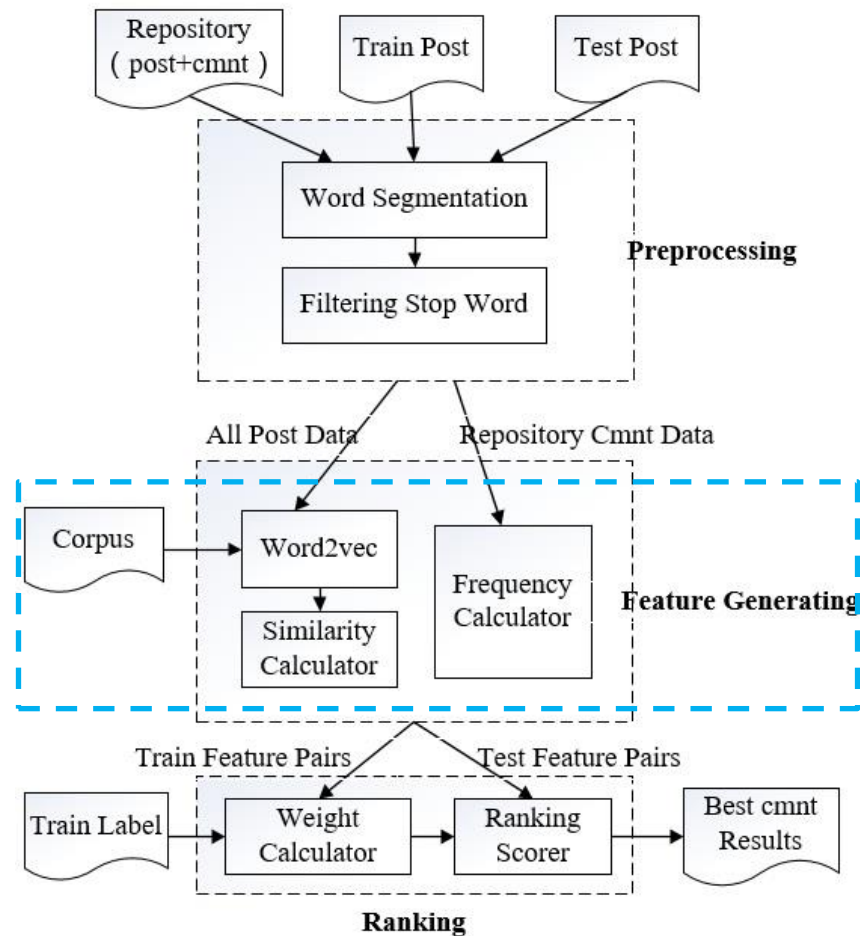 Repository
( post+cmnt )
Train Post
Test Post
Word Segmentation
Preprocessing
Filtering Stop Word
All Post Data
Repository Cmnt Data
Corpus
Word2vec
Frequency
Calculator
Feature Generating
Similarity
Calculator
Train Feature Pairs
Test Feature Pairs
Train Label
Weight
Calculator
Ranking
Scorer
Best cmnt
Results
Ranking